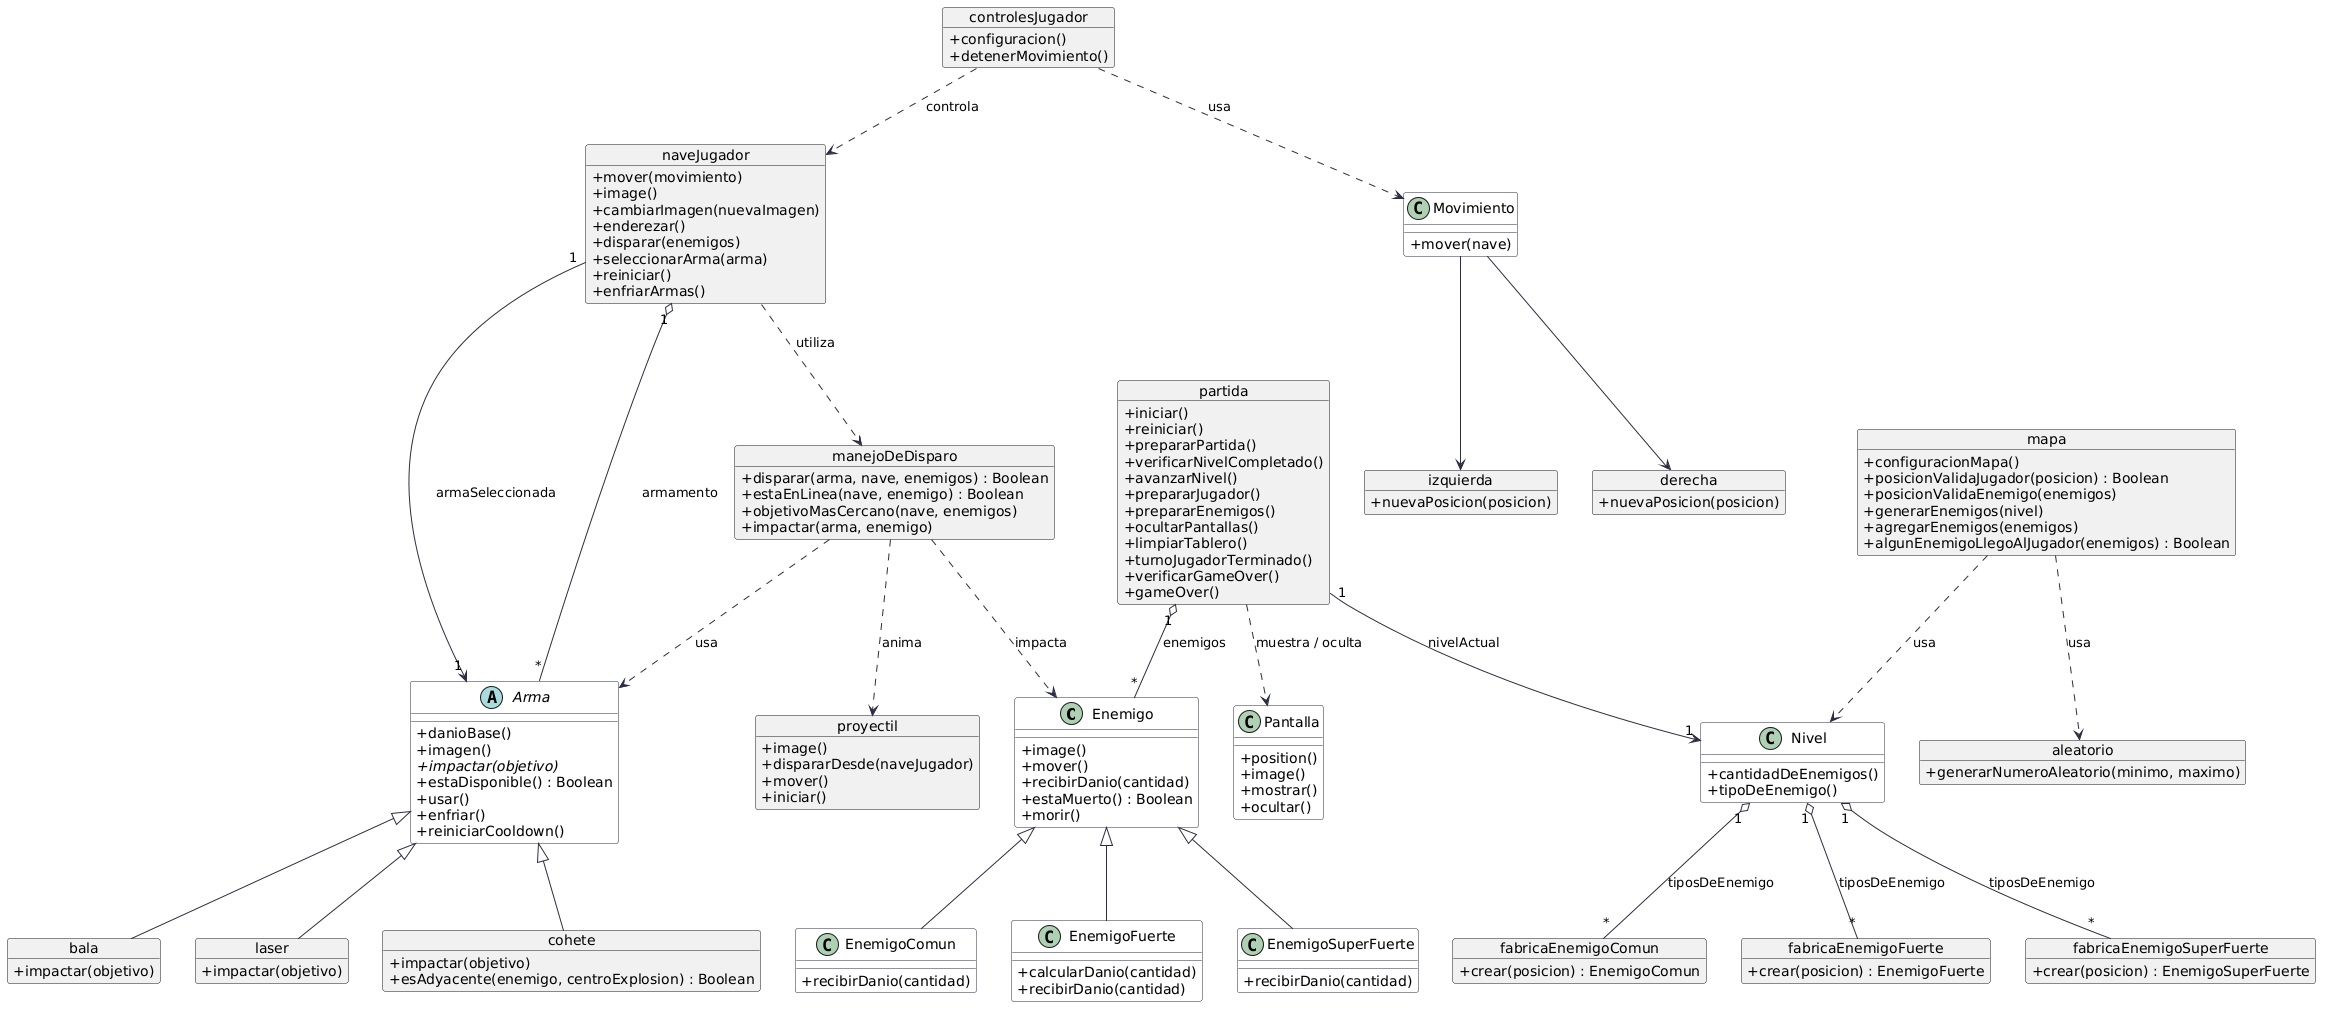 controlesJugador
+configuracion()
+detenerMovimiento()
controla
usa
naveJugador
+mover(movimiento)
+image()
+cambiarImagen(nuevaImagen)
+enderezar()
+disparar(enemigos)
+seleccionarArma(arma)
+reiniciar()
+enfriarArmas()
C Movimiento
+mover(nave)
1
1
utiliza
partida
+iniciar()
+reiniciar()
+prepararPartida()
+verificarNivelCompletado()
+avanzarNivel()
+prepararJugador()
+prepararEnemigos()
+ocultarPantallas()
+limpiarTablero()
+turnoJugadorTerminado()
+verificarGameOver()
+gameOver()
armaSeleccionada
armamento
manejoDeDisparo
+disparar(arma, nave, enemigos) : Boolean
+estaEnLinea(nave, enemigo) : Boolean
+objetivoMasCercano(nave, enemigos)
+impactar(arma, enemigo)
izquierda
+nuevaPosicion(posicion)
derecha
+nuevaPosicion(posicion)
mapa
+configuracionMapa()
+posicionValidaJugador(posicion) : Boolean
+posicionValidaEnemigo(enemigos)
+generarEnemigos(nivel)
+agregarEnemigos(enemigos)
+algunEnemigoLlegoAlJugador(enemigos) : Boolean
1
1
usa
anima
impacta
enemigos
muestra / oculta
nivelActual
usa
usa
1
*
*
1
A Arma
+danioBase()
+imagen()
+impactar(objetivo)
+estaDisponible() : Boolean
+usar()
+enfriar()
+reiniciarCooldown()
proyectil
+image()
+dispararDesde(naveJugador)
+mover()
+iniciar()
C Enemigo
+image()
+mover()
+recibirDanio(cantidad)
+estaMuerto() : Boolean
+morir()
C Pantalla
+position()
+image()
+mostrar()
+ocultar()
C Nivel
+cantidadDeEnemigos()
+tipoDeEnemigo()
aleatorio
+generarNumeroAleatorio(minimo, maximo)
1
1
1
tiposDeEnemigo
tiposDeEnemigo
tiposDeEnemigo
*
*
*
bala
+impactar(objetivo)
laser
+impactar(objetivo)
cohete
+impactar(objetivo)
+esAdyacente(enemigo, centroExplosion) : Boolean
C EnemigoComun
+recibirDanio(cantidad)
C EnemigoFuerte
+calcularDanio(cantidad)
+recibirDanio(cantidad)
C EnemigoSuperFuerte
+recibirDanio(cantidad)
fabricaEnemigoComun
+crear(posicion) : EnemigoComun
fabricaEnemigoFuerte
+crear(posicion) : EnemigoFuerte
fabricaEnemigoSuperFuerte
+crear(posicion) : EnemigoSuperFuerte